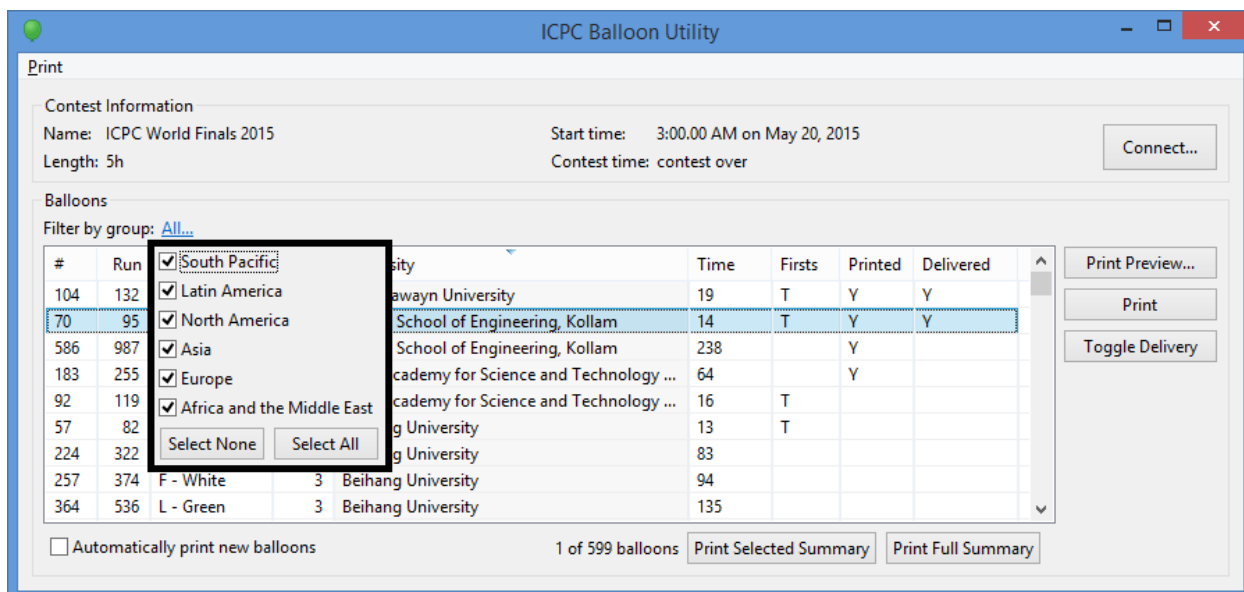 ICPC Balloon Utility
Print
Contest Information
Name: ICPC World Finals 2015 Start time: 3:00.00 AM on May 20, 2015
Connect...
Length: 5h Contest time: contest over
Balloons
Filter by group: All...
# Run sity Time Firsts Printed Delivered
South Pacific
Latin America
North America
Asia
Europe
Africa and the Middle East
Select None Select All
104 132 awayn University 19 T Y Y
70 95 School of Engineering, Kollam 14 T Y Y
586 987 School of Engineering, Kollam 238 Y
183 255 cademy for Science and Technology ... 64 Y
92 119 cademy for Science and Technology ... 16 T
57 82 g University 13 T
224 322 g University 83
257 374 F - White 3 Beihang University 94
364 536 L - Green 3 Beihang University 135
Print Preview...
Print
Toggle Delivery
Automatically print new balloons 1 of 599 balloons Print Selected Summary Print Full Summary